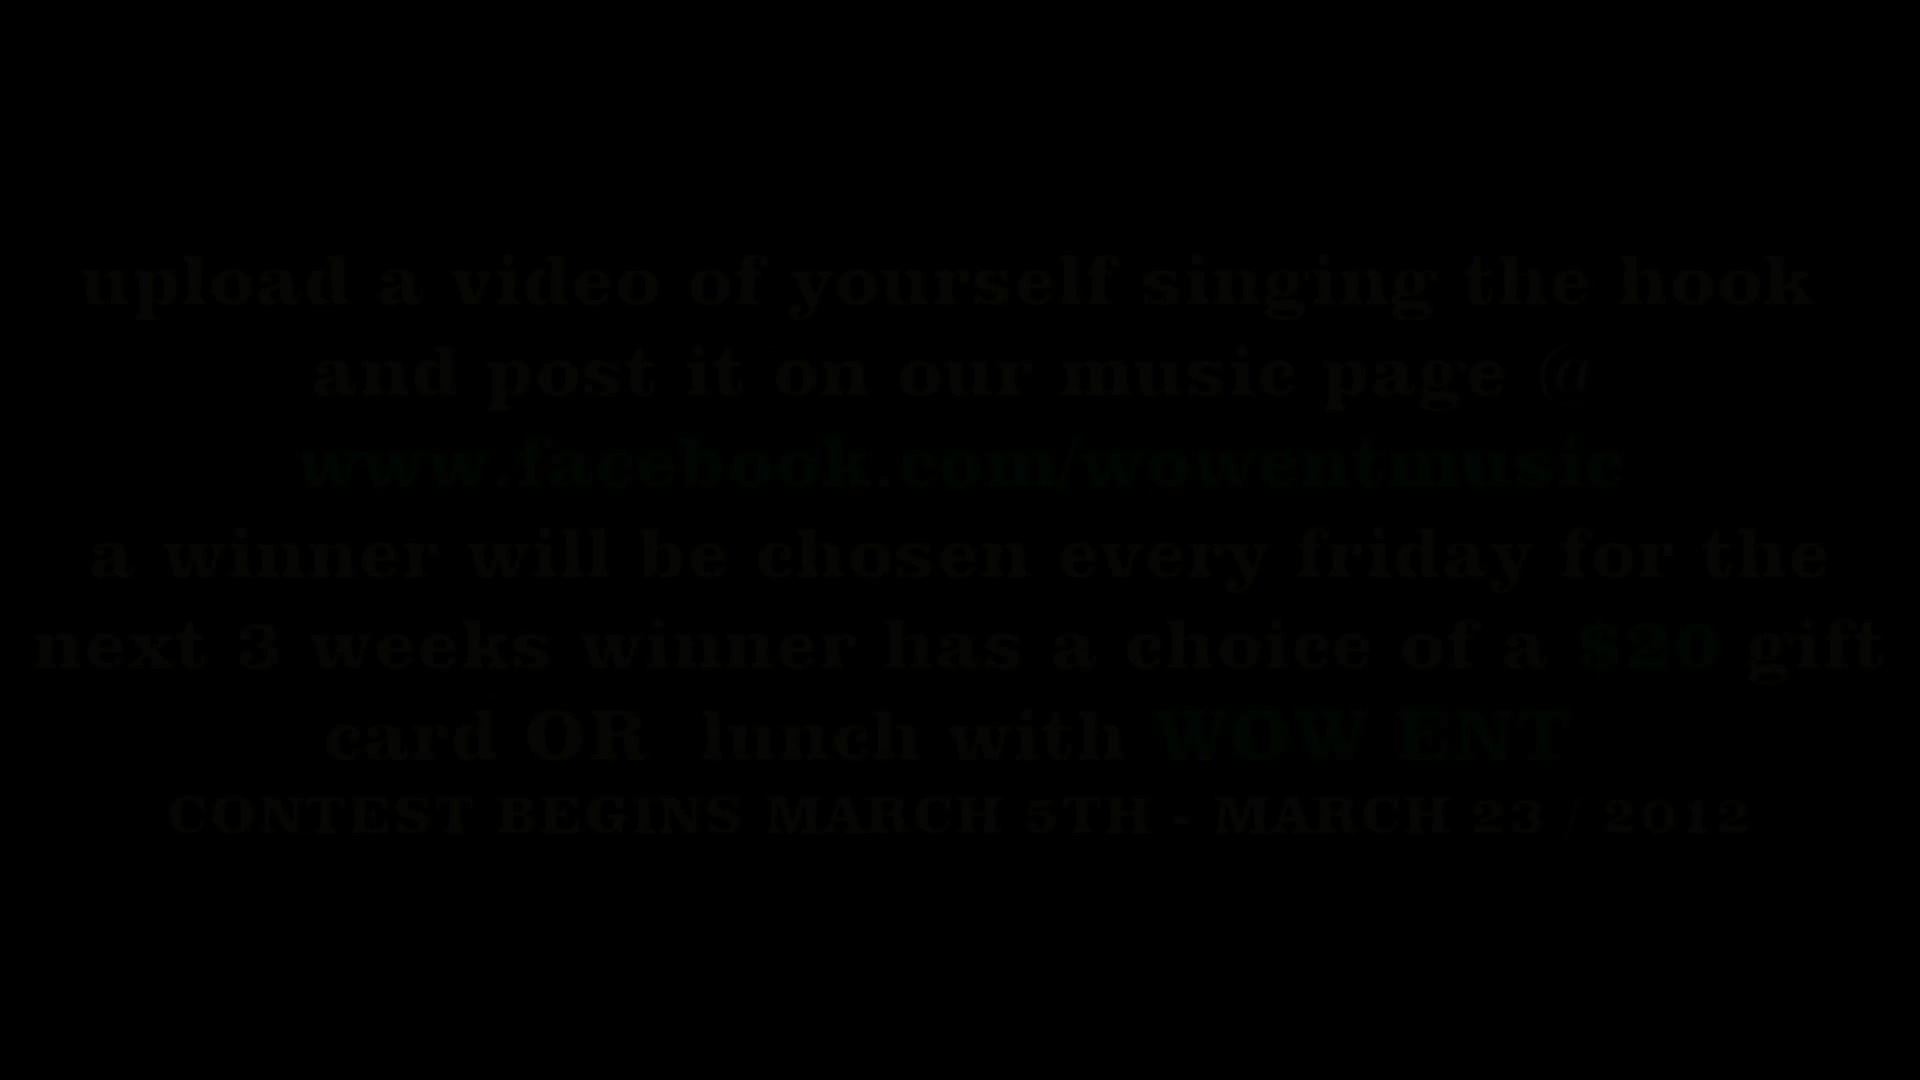 upload a video of yourself singing the hook
and post it on our music page @
www.facebook.com/wowentmusic
a winner will be chosen every friday for the
next 3 weeks winner has a choice of a $20 gift
card OR lunch with WOW ENT
CONTEST BEGINS MARCH 5TH - MARCH 23 / 2012